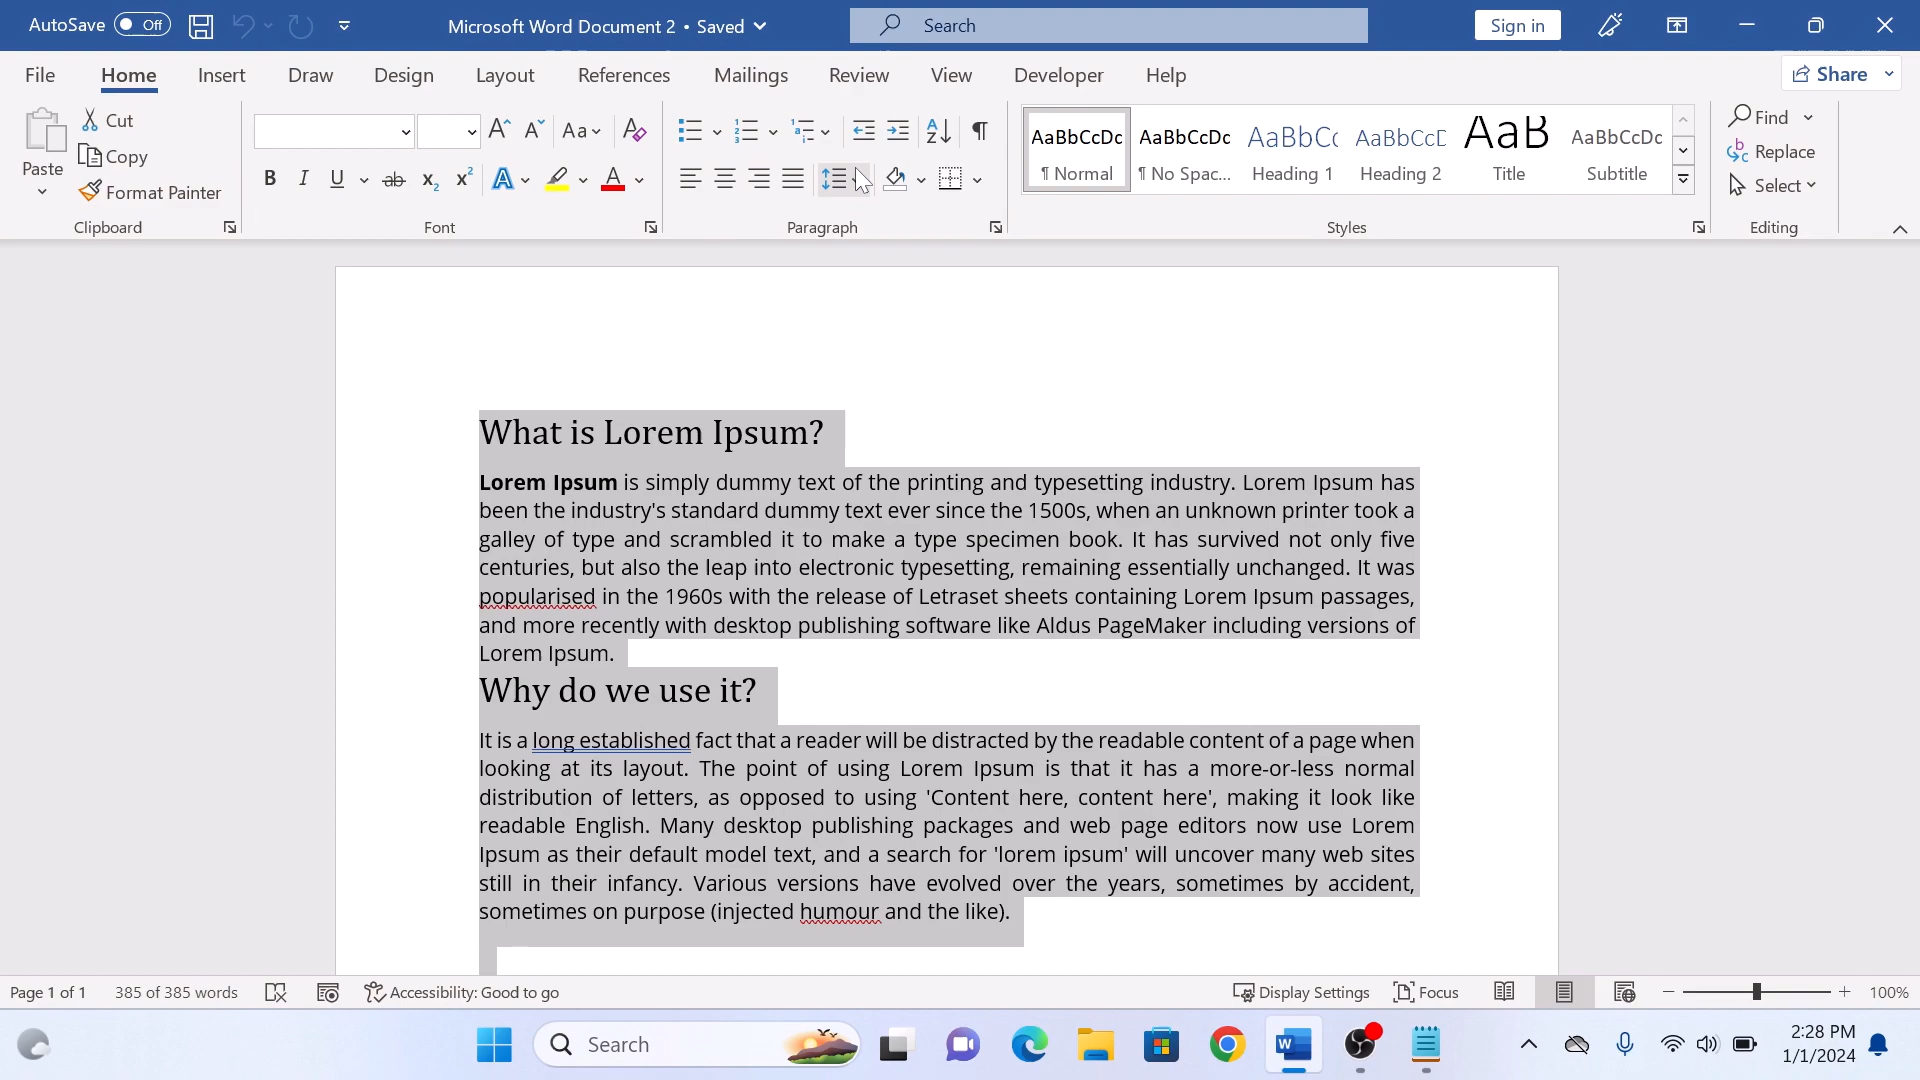 AutoSave Off Microsoft Word Document 2 • Saved Search Sign in
File Home Insert Draw Design Layout References Mailings Review View Developer Help Share
Paste
Cut
Copy
Format Painter
Clipboard
Aa
B I U ab x₂ x² A A
Font
Paragraph
AaBbCcDc AaBbCcDc AaBbC AaBbCcD AaB AaBbCcDc
¶ Normal ¶ No Spac... Heading 1 Heading 2 Title Subtitle
Styles
Find
Replace
Select
Editing
What is Lorem Ipsum?
Lorem Ipsum is simply dummy text of the printing and typesetting industry. Lorem Ipsum has
been the industry's standard dummy text ever since the 1500s, when an unknown printer took a
galley of type and scrambled it to make a type specimen book. It has survived not only five
centuries, but also the leap into electronic typesetting, remaining essentially unchanged. It was
popularised in the 1960s with the release of Letraset sheets containing Lorem Ipsum passages,
and more recently with desktop publishing software like Aldus PageMaker including versions of
Lorem Ipsum.
Why do we use it?
It is a long established fact that a reader will be distracted by the readable content of a page when
looking at its layout. The point of using Lorem Ipsum is that it has a more-or-less normal
distribution of letters, as opposed to using 'Content here, content here', making it look like
readable English. Many desktop publishing packages and web page editors now use Lorem
Ipsum as their default model text, and a search for 'lorem ipsum' will uncover many web sites
still in their infancy. Various versions have evolved over the years, sometimes by accident,
sometimes on purpose (injected humour and the like).
Page 1 of 1 385 of 385 words Accessibility: Good to go Display Settings Focus 100%
Search
2:28 PM
1/1/2024